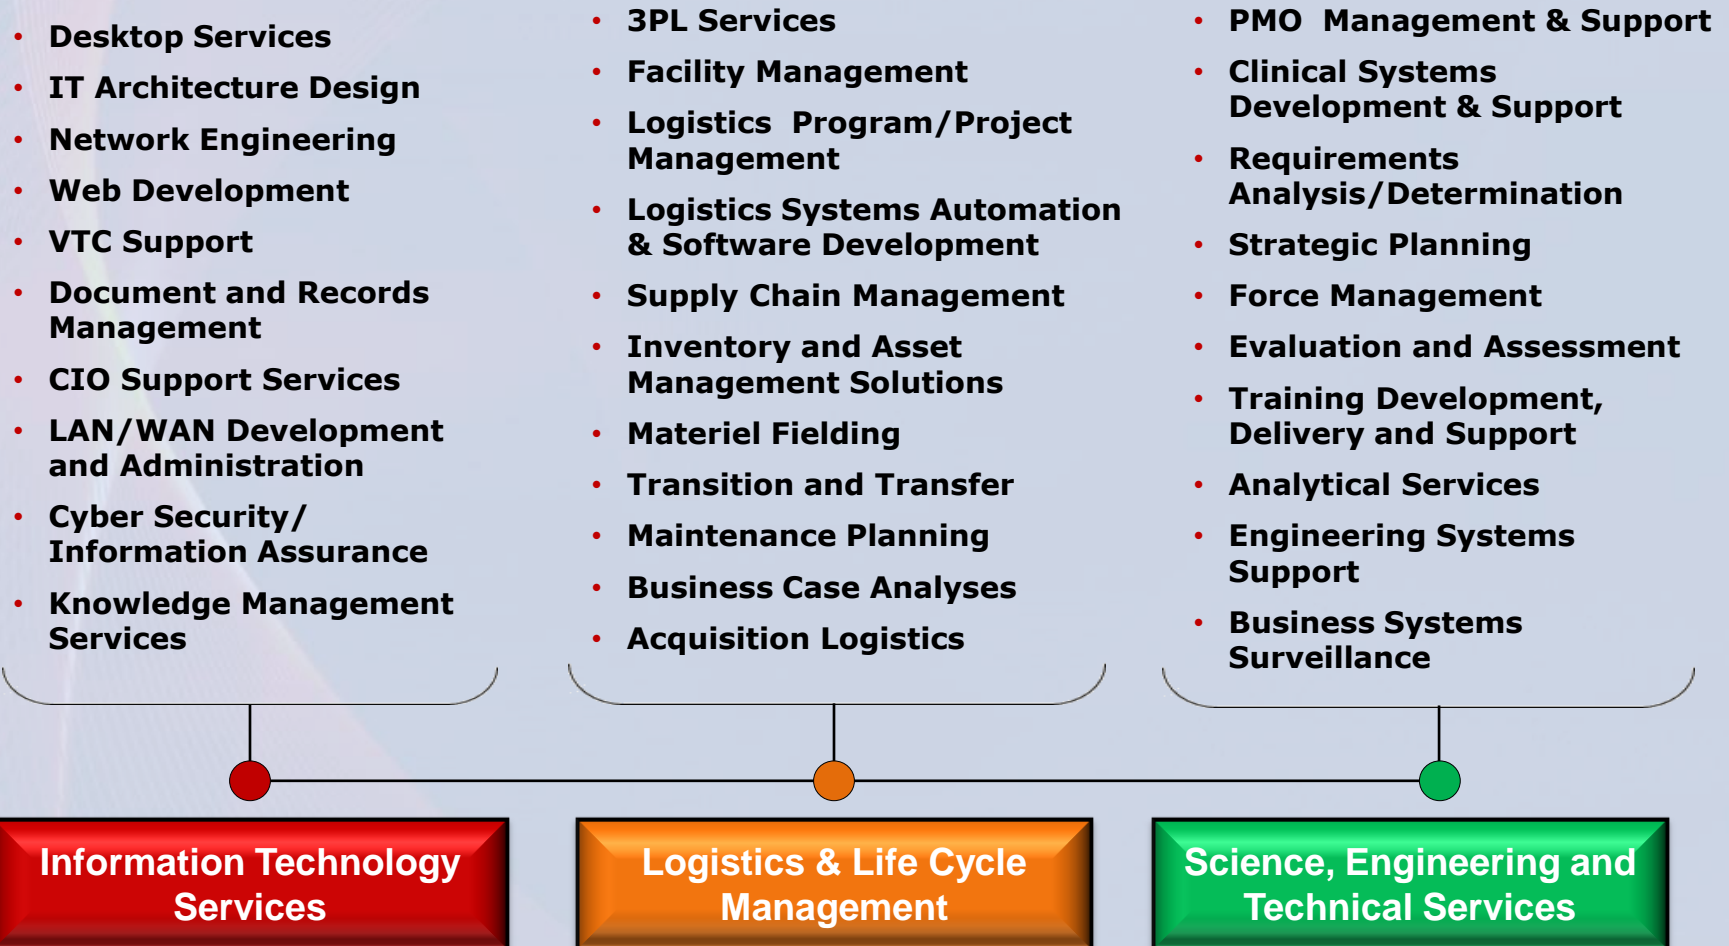 • Desktop Services
• IT Architecture Design
• Network Engineering
• Web Development
• VTC Support
• Document and Records
Management
• CIO Support Services
• LAN/WAN Development
and Administration
• Cyber Security/
Information Assurance
• Knowledge Management
Services
Information Technology
Services
• 3PL Services
• Facility Management
• Logistics  Program/Project
Management
• Logistics Systems Automation
& Software Development
• Supply Chain Management
• Inventory and Asset
Management Solutions
• Materiel Fielding
• Transition and Transfer
• Maintenance Planning
• Business Case Analyses
• Acquisition Logistics
Logistics & Life Cycle
Management
• PMO  Management & Support
• Clinical Systems
Development & Support
• Requirements
Analysis/Determination
• Strategic Planning
• Force Management
• Evaluation and Assessment
• Training Development,
Delivery and Support
• Analytical Services
• Engineering Systems
Support
• Business Systems
Surveillance
Science, Engineering and
Technical Services